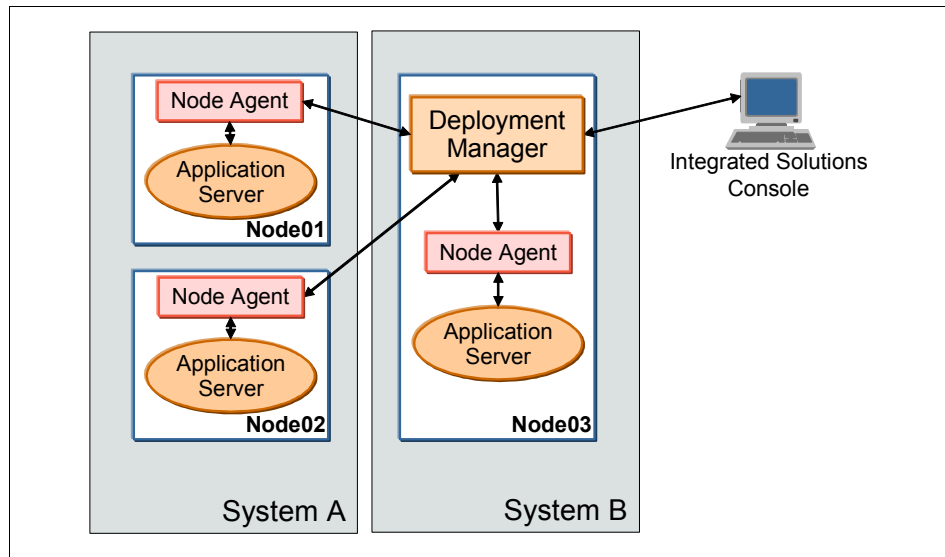 Node Agent
Application
Server
Node01
Node Agent
Application
Server
Node02
System A
Deployment
Manager
Node Agent
Application
Server
Node03
System B
Integrated Solutions
Console